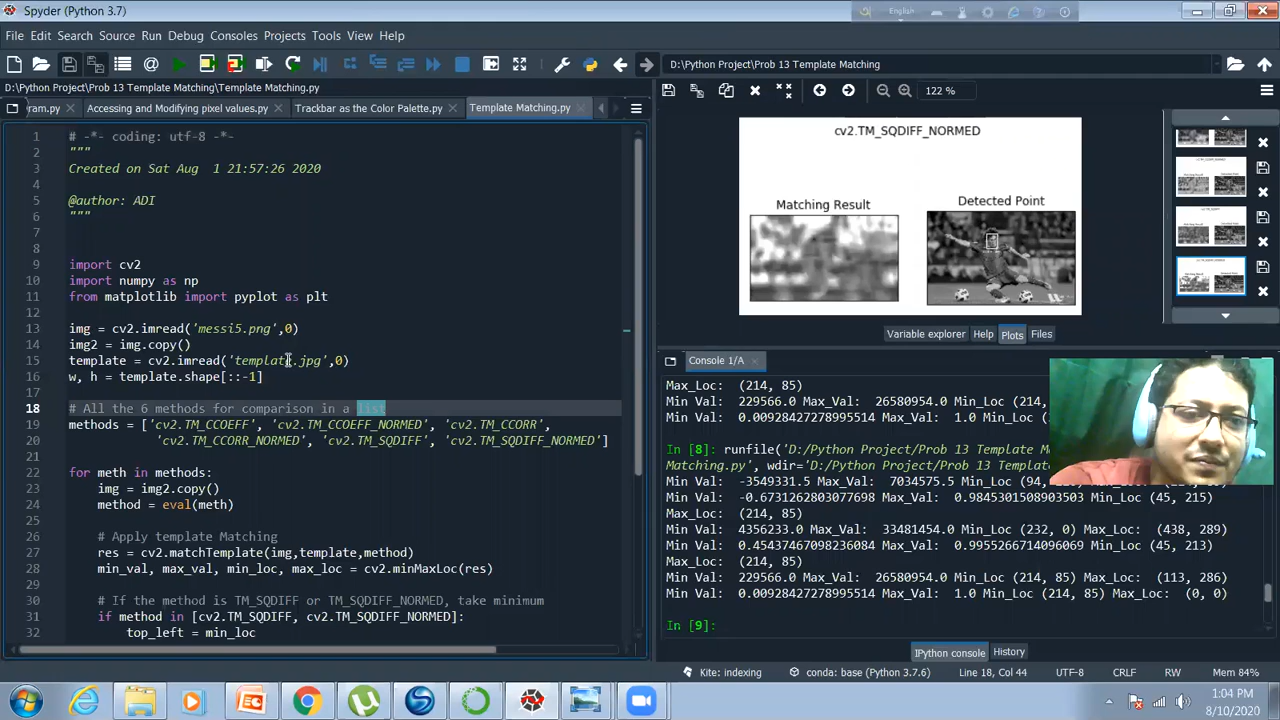 Spyder (Python 3.7)
English
File Edit Search Source Run Debug Consoles Projects Tools View Help
D:\Python Project\Prob 13 Template Matching
D:\Python Project\Prob 13 Template Matching\Template Matching.py
ram.py
Accessing and Modifying pixel values.py
Trackbar as the Color Palette.py
Template Matching.py
122 %
1 # -*- coding: utf-8 -*-
2 """
3 Created on Sat Aug 1 21:57:26 2020
4
5 @author: ADI
6 """
7
8
9 import cv2
10 import numpy as np
11 from matplotlib import pyplot as plt
12
13 img = cv2.imread('messi5.png',0)
14 img2 = img.copy()
15 template = cv2.imread('template.jpg',0)
16 w, h = template.shape[::-1]
17
18 # All the 6 methods for comparison in a list
19 methods = ['cv2.TM_CCOEFF', 'cv2.TM_CCOEFF_NORMED', 'cv2.TM_CCORR',
20 'cv2.TM_CCORR_NORMED', 'cv2.TM_SQDIFF', 'cv2.TM_SQDIFF_NORMED']
21
22 for meth in methods:
23 img = img2.copy()
24 method = eval(meth)
25
26 # Apply template Matching
27 res = cv2.matchTemplate(img,template,method)
28 min_val, max_val, min_loc, max_loc = cv2.minMaxLoc(res)
29
30 # If the method is TM_SQDIFF or TM_SQDIFF_NORMED, take minimum
31 if method in [cv2.TM_SQDIFF, cv2.TM_SQDIFF_NORMED]:
32 top_left = min_loc
cv2.TM_SQDIFF_NORMED
Matching Result
Detected Point
Variable explorer Help Plots Files
Console 1/A
Max_Loc: (214, 85)
Min Val: 229566.0 Max_Val: 26580954.0 Min_Loc (214,
Min Val: 0.00928428278995514 Max_Val: 1.0 Min_Loc (
In [8]: runfile('D:/Python Project/Prob 13 Template M
Matching.py', wdir='D:/Python Project/Prob 13 Templat
Min Val: -3549331.5 Max_Val: 7034575.5 Min_Loc (94,
Min Val: -0.6731262803077698 Max_Val: 0.9845301508903503 Min_Loc (45, 215)
Max_Loc: (214, 85)
Min Val: 4356233.0 Max_Val: 33481454.0 Min_Loc (232, 0) Max_Loc: (438, 289)
Min Val: 0.45437467098236084 Max_Val: 0.9955266714096069 Min_Loc (45, 213)
Max_Loc: (214, 85)
Min Val: 229566.0 Max_Val: 26580954.0 Min_Loc (214, 85) Max_Loc: (113, 286)
Min Val: 0.00928428278995514 Max_Val: 1.0 Min_Loc (214, 85) Max_Loc: (0, 0)
In [9]:
IPython console History
Kite: indexing conda: base (Python 3.7.6) Line 18, Col 44 UTF-8 CRLF RW Mem 84%
1:04 PM
8/10/2020